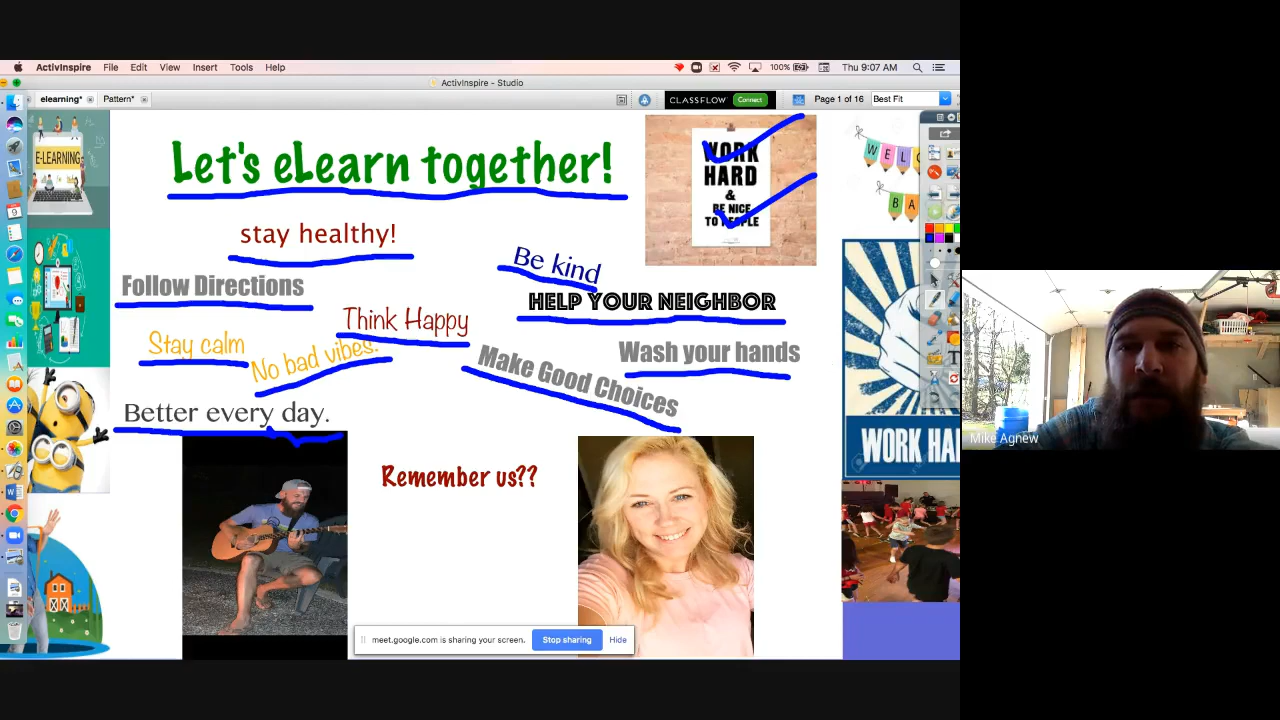 ActivInspire File Edit View Insert Tools Help 100% Thu 9:07 AM
ActivInspire - Studio
elearning* Pattern* CLASSFLOW Connect Page 1 of 16 Best Fit
E-LEARNING
Let's eLearn together!
WORK
HARD
&
BE NICE
TO PEOPLE
WELC
BA
stay healthy!
Be kind
Follow Directions
HELP YOUR NEIGHBOR
Think Happy
Stay calm
No bad vibes.
Wash your hands
Make Good Choices
Better every day.
WORK HA
Mike Agnew
Remember us??
meet.google.com is sharing your screen. Stop sharing Hide